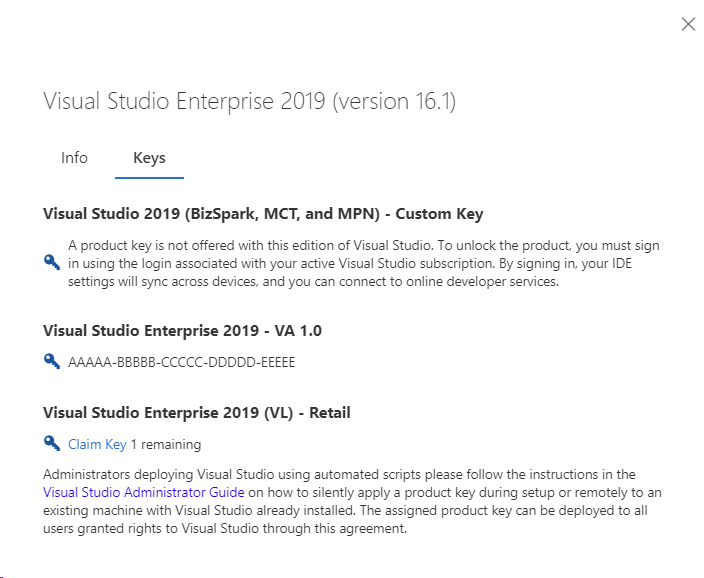 Visual Studio Enterprise 2019 (version 16.1)
Info Keys
Visual Studio 2019 (BizSpark, MCT, and MPN) - Custom Key
A product key is not offered with this edition of Visual Studio. To unlock the product, you must sign
in using the login associated with your active Visual Studio subscription. By signing in, your IDE
settings will sync across devices, and you can connect to online developer services.
Visual Studio Enterprise 2019 - VA 1.0
AAAAA-BBBBB-CCCCC-DDDDD-EEEEE
Visual Studio Enterprise 2019 (VL) - Retail
Claim Key 1 remaining
Administrators deploying Visual Studio using automated scripts please follow the instructions in the
Visual Studio Administrator Guide on how to silently apply a product key during setup or remotely to an
existing machine with Visual Studio already installed. The assigned product key can be deployed to all
users granted rights to Visual Studio through this agreement.